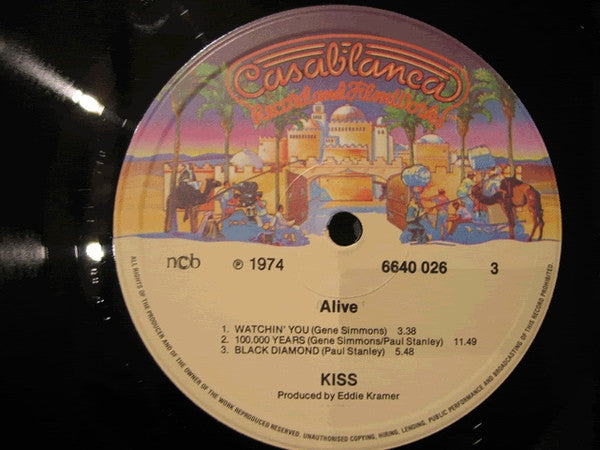 Casablanca
Record and FilmWorks
ncb
℗ 1974
6640 026
3
Alive
1. WATCHIN' YOU (Gene Simmons) 3.38
2. 100.000 YEARS (Gene Simmons/Paul Stanley) 11.49
3. BLACK DIAMOND (Paul Stanley) 5.48
KISS
Produced by Eddie Kramer
ALL RIGHTS OF THE PRODUCER AND OF THE OWNER OF THE WORK REPRODUCED RESERVED. UNAUTHORISED COPYING, HIRING, LENDING, PUBLIC PERFORMANCE AND BROADCASTING OF THIS RECORD PROHIBITED.